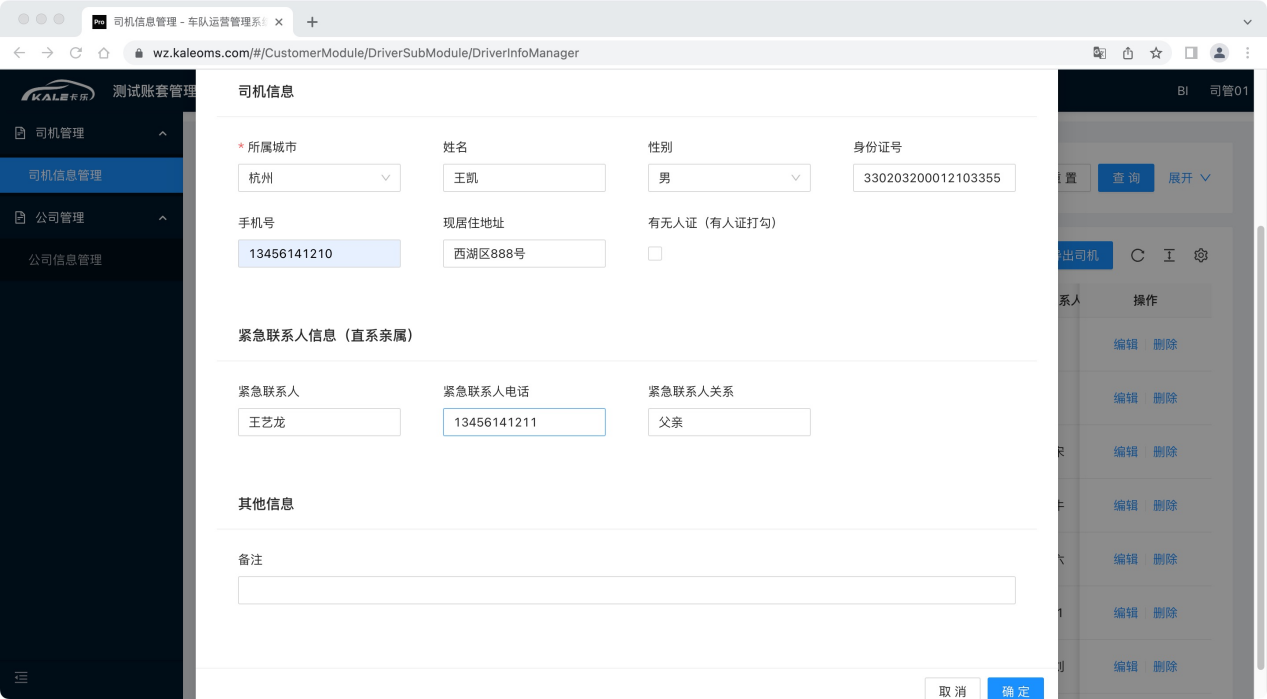 Pro 司机信息管理 - 车队运营管理系统
wz.kaleoms.com/#/CustomerModule/DriverSubModule/DriverInfoManager
KALE卡乐 测试账套管理
BI 司管01
司机管理
司机信息管理
公司管理
公司信息管理
司机信息
* 所属城市 姓名 性别 身份证号
杭州 王凯 男 330203200012103355
手机号 现居住地址 有无人证（有人证打勾）
13456141210 西湖区888号
紧急联系人信息（直系亲属）
紧急联系人 紧急联系人电话 紧急联系人关系
王艺龙 13456141211 父亲
其他信息
备注
取 消 确 定
置 查 询 展开
出司机
系人 操作
编辑 删除
编辑 删除
编辑 删除
编辑 删除
编辑 删除
编辑 删除
编辑 删除